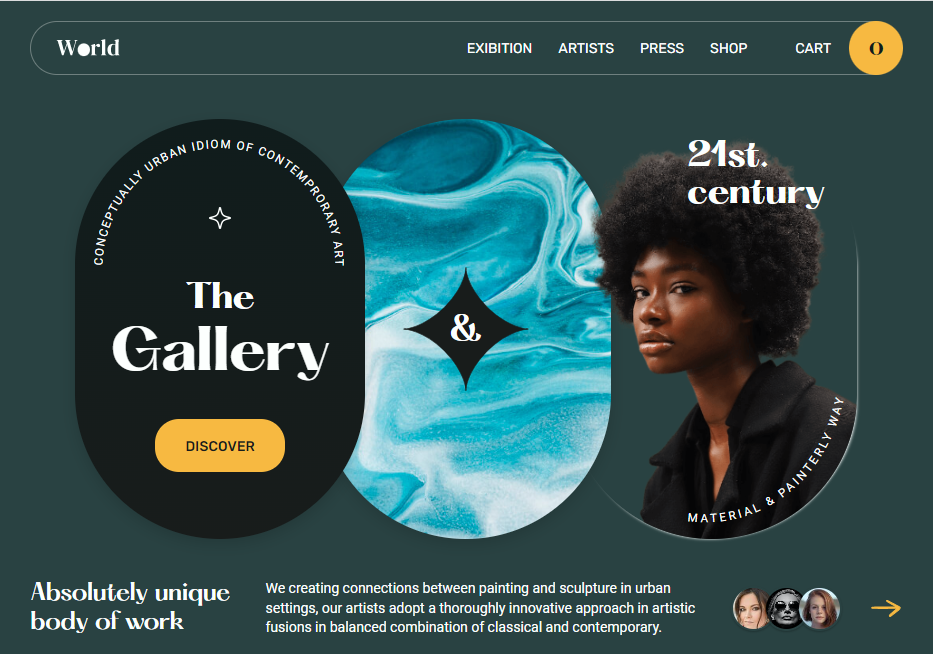 World
EXIBITION
ARTISTS
PRESS
SHOP
CART
0
CONCEPTUALLY URBAN IDIOM OF CONTEMPRORARY ART
The
Gallery
DISCOVER
&
21st.
century
MATERIAL & PAINTERLY WAY
Absolutely unique
body of work
We creating connections between painting and sculpture in urban
settings, our artists adopt a thoroughly innovative approach in artistic
fusions in balanced combination of classical and contemporary.